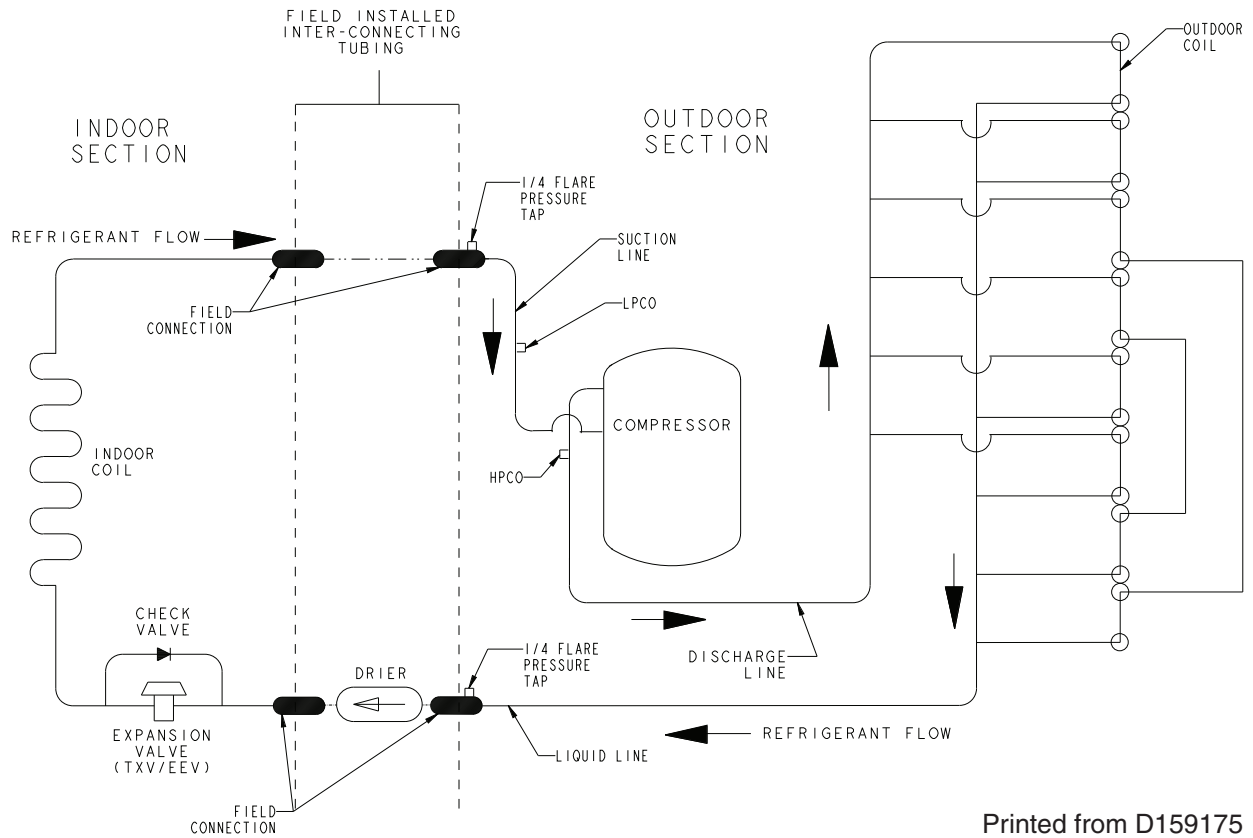 FIELD INSTALLED
INTER-CONNECTING
TUBING
OUTDOOR
COIL
INDOOR
SECTION
OUTDOOR
SECTION
1/4 FLARE
PRESSURE
TAP
REFRIGERANT FLOW
SUCTION
LINE
FIELD
CONNECTION
LPCO
COMPRESSOR
INDOOR
COIL
HPCO
CHECK
VALVE
DRIER
1/4 FLARE
PRESSURE
TAP
DISCHARGE
LINE
EXPANSION
VALVE
(TXV/EEV)
REFRIGERANT FLOW
LIQUID LINE
FIELD
CONNECTION
Printed from D159175